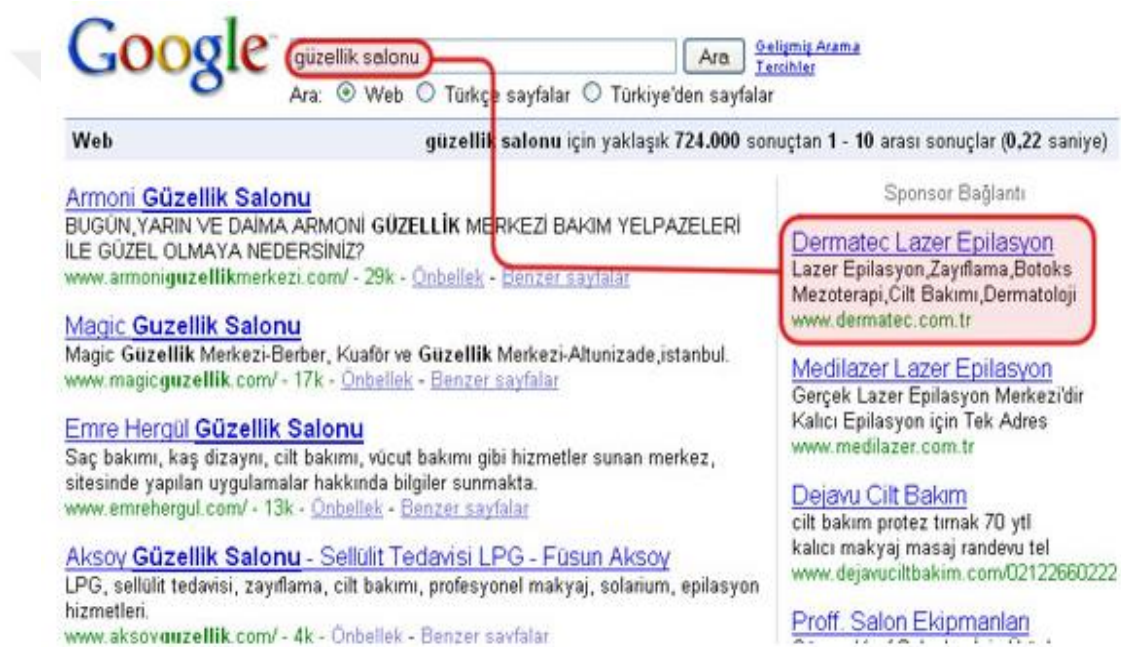 Google güzellik salonu Ara Gelişmiş Arama
Tercihler
Ara: Web Türkçe sayfalar Türkiye'den sayfalar
Web güzellik salonu için yaklaşık 724.000 sonuçtan 1 - 10 arası sonuçlar (0,22 saniye)
Armoni Güzellik Salonu
BUGÜN,YARIN VE DAİMA ARMONİ GÜZELLİK MERKEZİ BAKIM YELPAZELERİ
İLE GÜZEL OLMAYA NEDERSİNİZ?
www.armoniguzellikmerkezi.com/ - 29k - Önbellek - Benzer sayfalar
Magic Guzellik Salonu
Magic Güzellik Merkezi-Berber, Kuaför ve Güzellik Merkezi-Altunizade,istanbul.
www.magicguzellik.com/ - 17k - Önbellek - Benzer sayfalar
Emre Hergül Güzellik Salonu
Saç bakımı, kaş dizaynı, cilt bakımı, vücut bakımı gibi hizmetler sunan merkez,
sitesinde yapılan uygulamalar hakkında bilgiler sunmakta.
www.emrehergul.com/ - 13k - Önbellek - Benzer sayfalar
Aksoy Güzellik Salonu - Sellülit Tedavisi LPG - Füsun Aksoy
LPG, sellülit tedavisi, zayıflama, cilt bakımı, profesyonel makyaj, solarium, epilasyon
hizmetleri.
www.aksoyguzellik.com/ - 4k - Önbellek - Benzer sayfalar
Sponsor Bağlantı
Dermatec Lazer Epilasyon
Lazer Epilasyon,Zayıflama,Botoks
Mezoterapi,Cilt Bakımı,Dermatoloji
www.dermatec.com.tr
Medilazer Lazer Epilasyon
Gerçek Lazer Epilasyon Merkezi'dir
Kalıcı Epilasyon için Tek Adres
www.medilazer.com.tr
Dejavu Cilt Bakım
cilt bakım protez tırnak 70 ytl
kalıcı makyaj masaj randevu tel
www.dejavuciltbakim.com/02122660222
Proff. Salon Ekipmanları